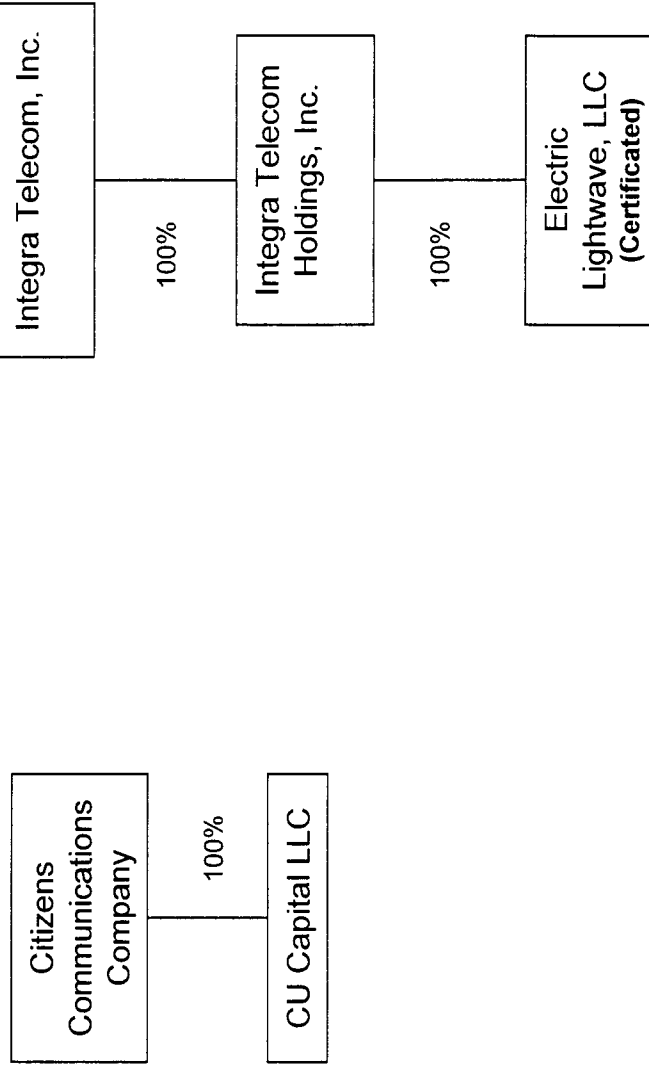 Citizens
Communications
Company
100%
CU Capital LLC
Integra Telecom, Inc.
100%
Integra Telecom
Holdings, Inc.
100%
Electric
Lightwave, LLC
(Certificated)